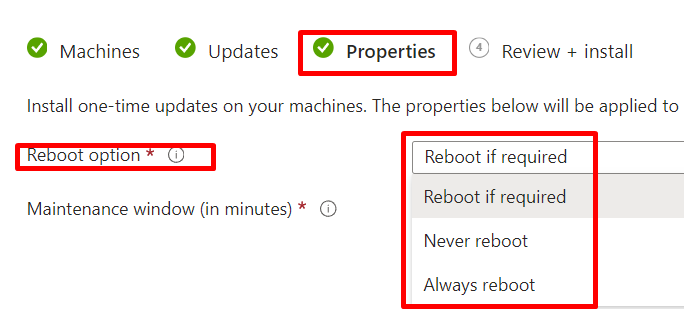 Machines Updates Properties 4 Review + install
Install one-time updates on your machines. The properties below will be applied to
Reboot option * Reboot if required
Reboot if required
Maintenance window (in minutes) *
Never reboot
Always reboot